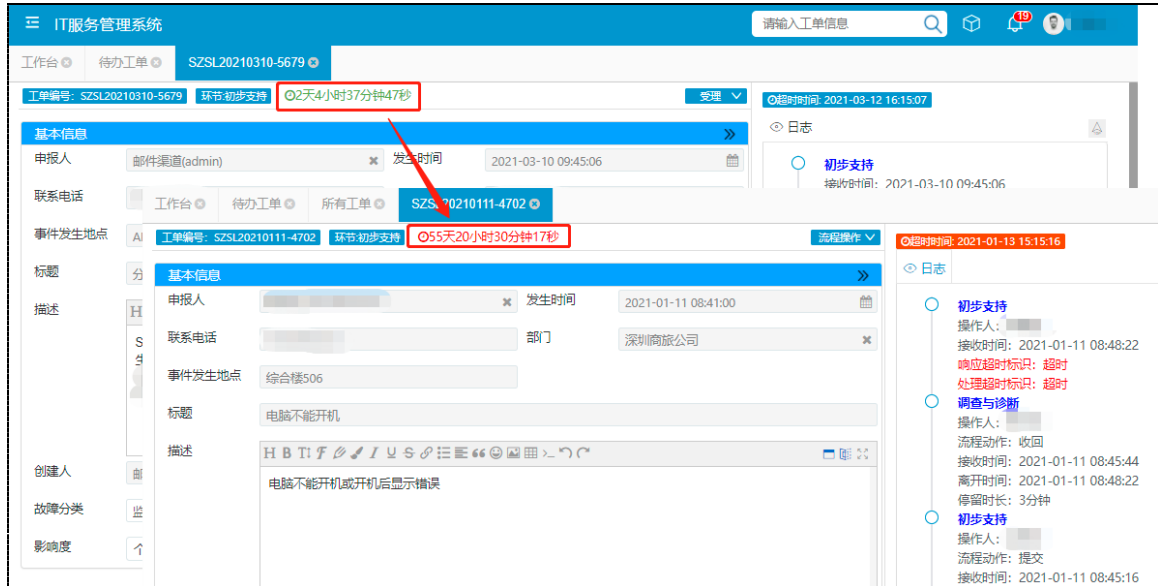 IT服务管理系统
请输入工单信息
19
工作台
待办工单
SZSL20210310-5679
工单编号: SZSL20210310-5679
环节:初步支持
2天4小时37分钟47秒
受理
超时时间: 2021-03-12 16:15:07
基本信息
日志
申报人
邮件渠道(admin)
发生时间
2021-03-10 09:45:06
初步支持
接收时间: 2021-03-10 09:45:06
联系电话
事件发生地点
标题
分
描述
H
S
生
创建人
邮
故障分类
监
影响度
个
工作台
待办工单
所有工单
SZSL20210111-4702
工单编号: SZSL20210111-4702
环节:初步支持
55天20小时30分钟17秒
流程操作
超时时间: 2021-01-13 15:15:16
基本信息
日志
申报人
发生时间
2021-01-11 08:41:00
联系电话
部门
深圳商旅公司
事件发生地点
综合楼506
标题
电脑不能开机
描述
电脑不能开机或开机后显示错误
初步支持
操作人:
接收时间: 2021-01-11 08:48:22
响应超时标识: 超时
处理超时标识: 超时
调查与诊断
操作人:
流程动作: 收回
接收时间: 2021-01-11 08:45:44
离开时间: 2021-01-11 08:48:22
停留时长: 3分钟
初步支持
操作人:
流程动作: 提交
接收时间: 2021-01-11 08:45:16